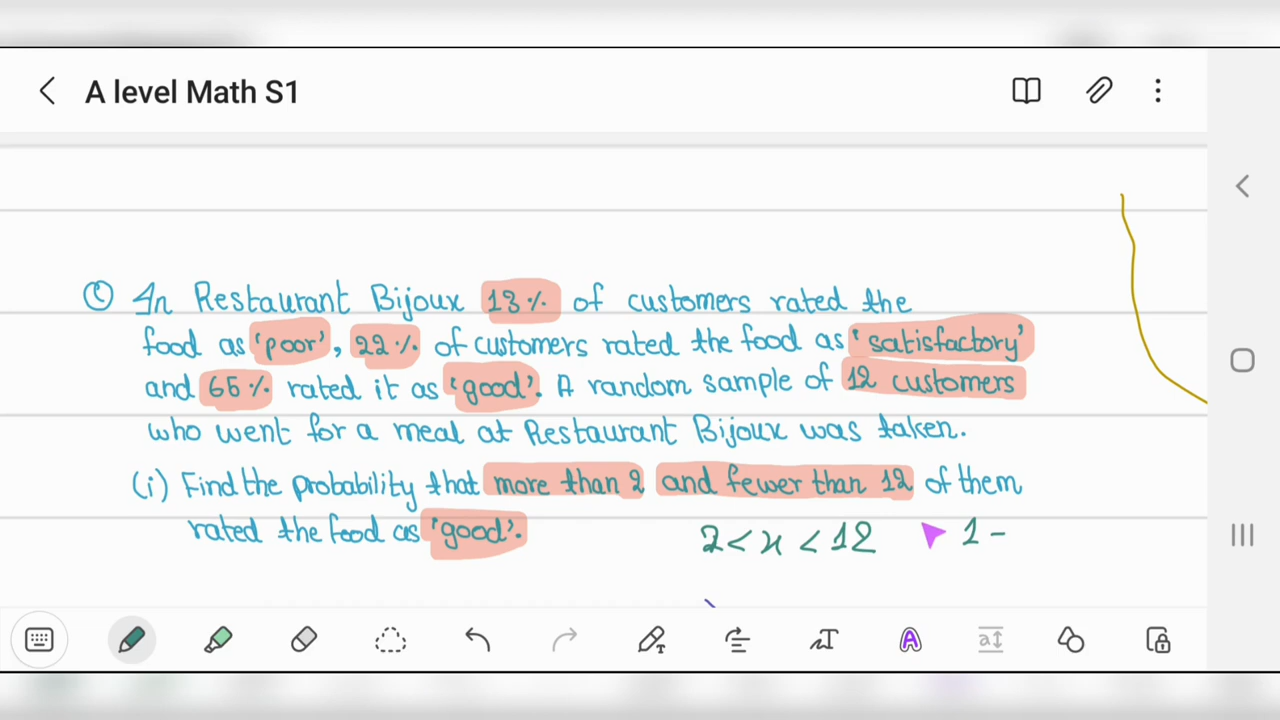 A level Math S1
© In Restaurant Bijoux 13% of customers rated the
food as 'poor', 22% of customers rated the food as 'satisfactory'
and 65% rated it as 'good'. A random sample of 12 customers
who went for a meal at Restaurant Bijoux was taken.
(i) Find the probability that more than 2 and fewer than 12 of them
rated the food as 'good'.
2 < x < 12 1 -